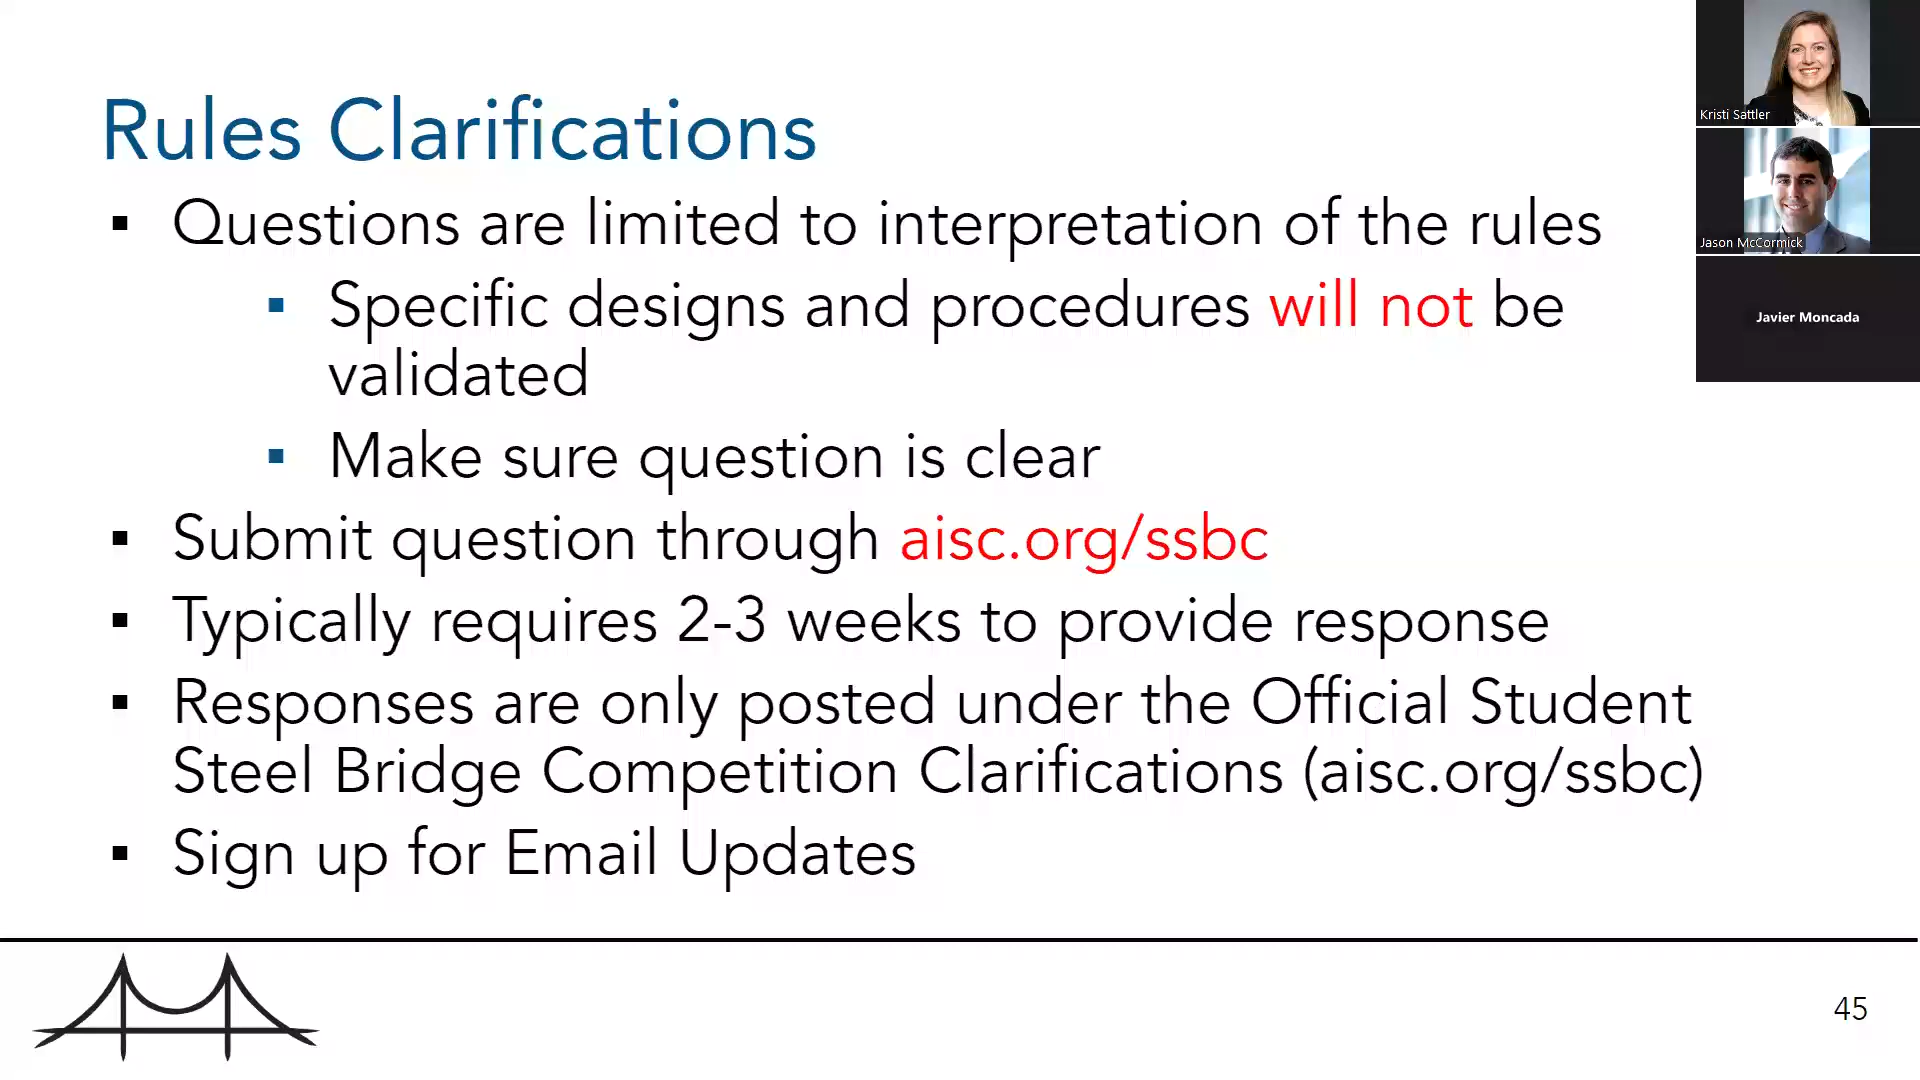 Rules Clarifications
▪ Questions are limited to interpretation of the rules
▪ Specific designs and procedures will not be
validated
▪ Make sure question is clear
▪ Submit question through aisc.org/ssbc
▪ Typically requires 2-3 weeks to provide response
▪ Responses are only posted under the Official Student
Steel Bridge Competition Clarifications (aisc.org/ssbc)
▪ Sign up for Email Updates
45
Kristi Sattler
Jason McCormick
Javier Moncada